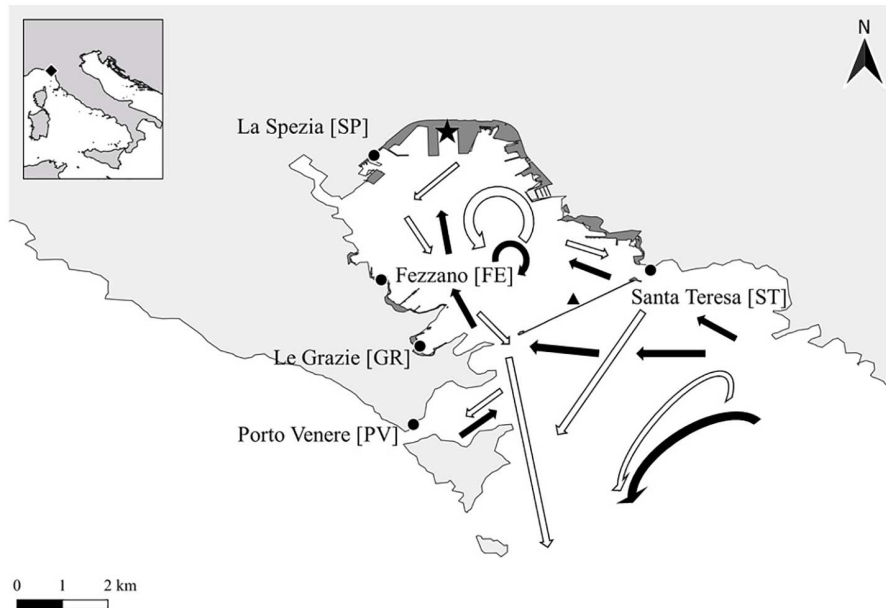 N
La Spezia [SP]
Fezzano [FE]
Santa Teresa [ST]
Le Grazie [GR]
Porto Venere [PV]
0 1 2 km